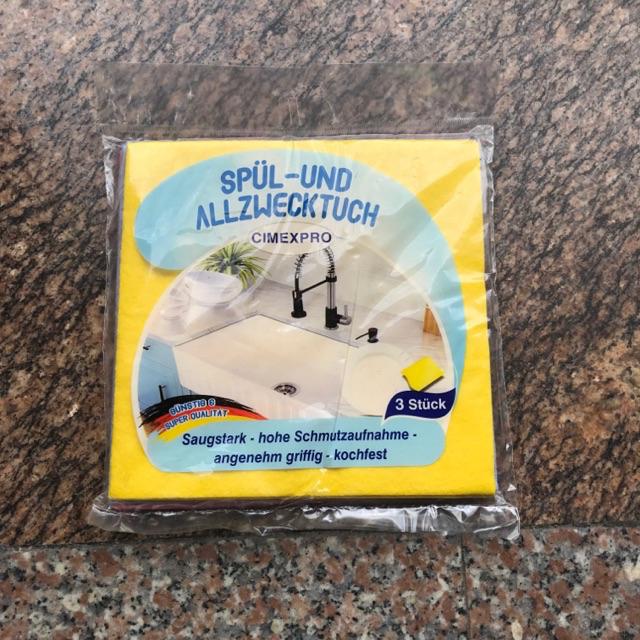 SPÜL-UND
ALLZWECKTUCH
CIMEXPRO
GÜNSTIG &
SUPER QUALITÄT
3 Stück
Saugstark - hohe Schmutzaufnahme -
angenehm griffig - kochfest